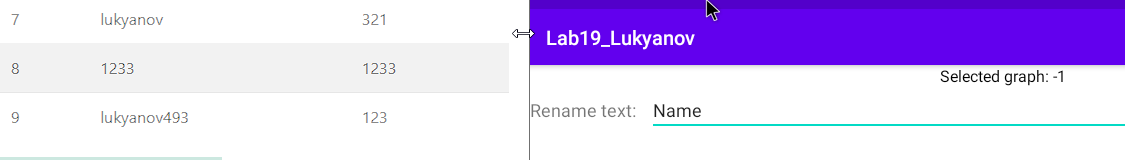 7 lukyanov 321
8 1233 1233
9 lukyanov493 123
Lab19_Lukyanov
Selected graph: -1
Rename text: Name